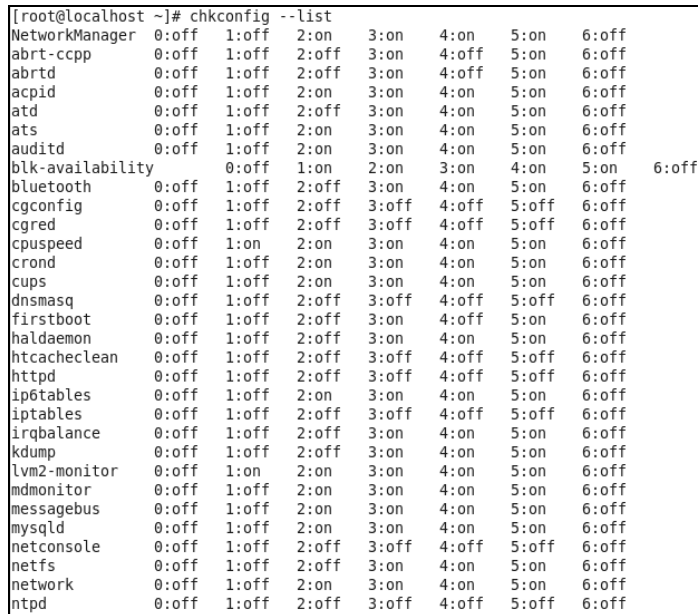 [root@localhost ~]# chkconfig --list
NetworkManager 0:off 1:off 2:on 3:on 4:on 5:on 6:off
abrt-ccpp 0:off 1:off 2:off 3:on 4:off 5:on 6:off
abrtd 0:off 1:off 2:off 3:on 4:off 5:on 6:off
acpid 0:off 1:off 2:on 3:on 4:on 5:on 6:off
atd 0:off 1:off 2:off 3:on 4:on 5:on 6:off
ats 0:off 1:off 2:on 3:on 4:on 5:on 6:off
auditd 0:off 1:off 2:on 3:on 4:on 5:on 6:off
blk-availability 0:off 1:on 2:on 3:on 4:on 5:on 6:off
bluetooth 0:off 1:off 2:off 3:on 4:on 5:on 6:off
cgconfig 0:off 1:off 2:off 3:off 4:off 5:off 6:off
cgred 0:off 1:off 2:off 3:off 4:off 5:off 6:off
cpuspeed 0:off 1:on 2:on 3:on 4:on 5:on 6:off
crond 0:off 1:off 2:on 3:on 4:on 5:on 6:off
cups 0:off 1:off 2:on 3:on 4:on 5:on 6:off
dnsmasq 0:off 1:off 2:off 3:off 4:off 5:off 6:off
firstboot 0:off 1:off 2:off 3:on 4:off 5:on 6:off
haldaemon 0:off 1:off 2:off 3:on 4:on 5:on 6:off
htcacheclean 0:off 1:off 2:off 3:off 4:off 5:off 6:off
httpd 0:off 1:off 2:off 3:off 4:off 5:off 6:off
ip6tables 0:off 1:off 2:on 3:on 4:on 5:on 6:off
iptables 0:off 1:off 2:off 3:off 4:off 5:off 6:off
irqbalance 0:off 1:off 2:off 3:on 4:on 5:on 6:off
kdump 0:off 1:off 2:off 3:on 4:on 5:on 6:off
lvm2-monitor 0:off 1:on 2:on 3:on 4:on 5:on 6:off
mdmonitor 0:off 1:off 2:on 3:on 4:on 5:on 6:off
messagebus 0:off 1:off 2:on 3:on 4:on 5:on 6:off
mysqld 0:off 1:off 2:on 3:on 4:on 5:on 6:off
netconsole 0:off 1:off 2:off 3:off 4:off 5:off 6:off
netfs 0:off 1:off 2:off 3:on 4:on 5:on 6:off
network 0:off 1:off 2:on 3:on 4:on 5:on 6:off
ntpd 0:off 1:off 2:off 3:off 4:off 5:off 6:off